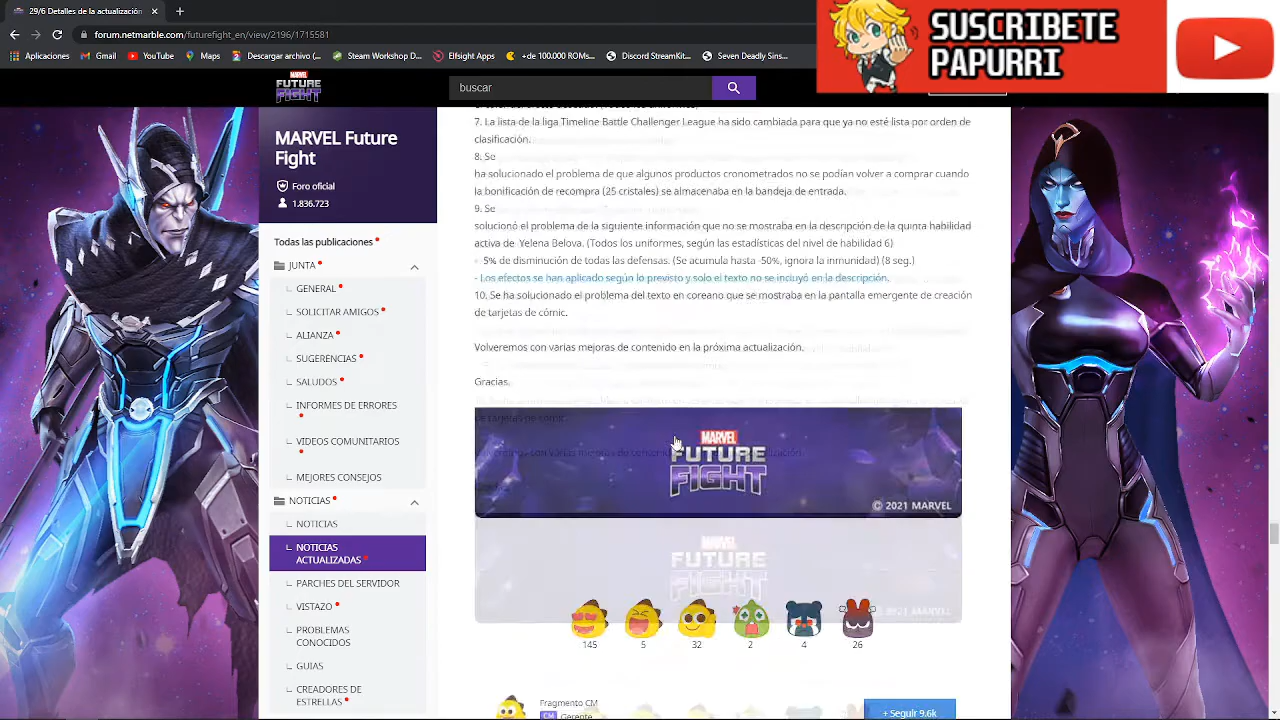 29/6 Detalles de la actualización
SUSCRIBETE
PAPURRI
Aplicaciones
Gmail
Maps
Workshop D...
Elfsight Apps
+de 100 ROMs...
Discord StreamKit...
Seven Deadly Sins...
MARVEL
FUTURE
FIGHT
buscar
MARVEL Future
Fight
Foro oficial
1.836.723
Todas las publicaciones
JUNTA
GENERAL
SOLICITAR AMIGO
ALIANZA
SUGERENCIAS
SALUDOS
INFORMES DE ERROR
VIDEOS COMUNITARIOS
MEJORES CONSEJOS
NOTICIAS
NOTICIAS
NOTICIAS
ACTUALIZADAS
PARCHES DEL SERVIDOR
VISTAZO
PROBLEMAS
CONOCIDOS
GUIAS
CREADORES DE
ESTRELLAS
7. La lista de la liga Timeline Battle Challenger League ha sido cambiada para que ya no esté lista por orden de
clasificación.
8. Se
ha solucionado el problema de que algunos productos cronometrados no se podían volver a comprar cuando
la bonificación de recompra (25 cristales) se almacenaba en la bandeja de entrada.
9. Se
solucionó el problema de la siguiente información que no se mostraba en la descripción de la quinta habilidad
activa de Yelena Belova. (Todos los uniformes, según las estadísticas del nivel de habilidad 6)
- 5% de disminución de todas las defensas. (Se acumula hasta -50%, ignora la inmunidad) (8 seg.)
- Los efectos se han aplicado según lo previsto y solo el texto no se incluyó en la descripción.
10. Se ha solucionado el problema del texto en coreano que se mostraba en la pantalla emergente de creación
de tarjetas de cómic.
Volveremos con varias mejoras de contenido en la próxima actualización.
Gracias.
MARVEL
FUTURE
FIGHT
© 2021 MARVEL
MARVEL
FUTURE
FIGHT
145
5
32
2
4
26
Fragmento CM
CM Gerente
+ Seguir 9.6k